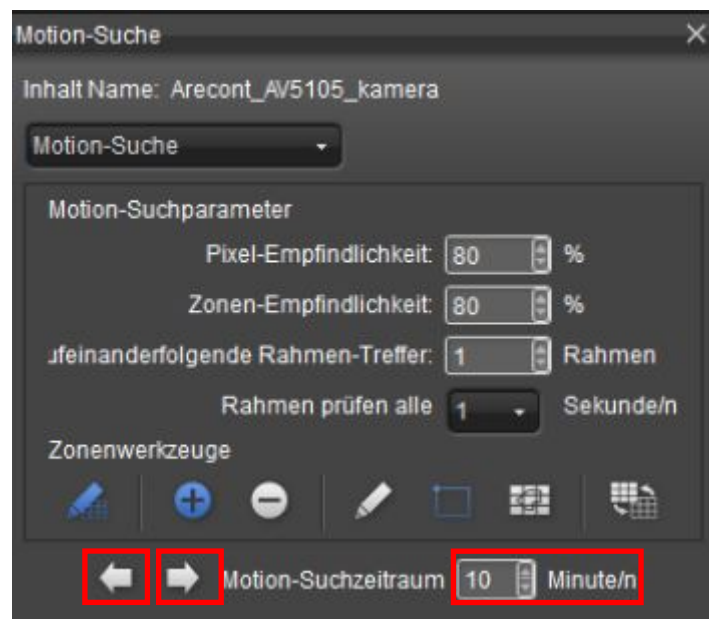 Motion-Suche
Inhalt Name: Arecont_AV5105_kamera
Motion-Suche
Motion-Suchparameter
Pixel-Empfindlichkeit: 80 %
Zonen-Empfindlichkeit: 80 %
ufeinanderfolgende Rahmen-Treffer: 1 Rahmen
Rahmen prüfen alle 1 Sekunde/n
Zonenwerkzeuge
Motion-Suchzeitraum 10 Minute/n